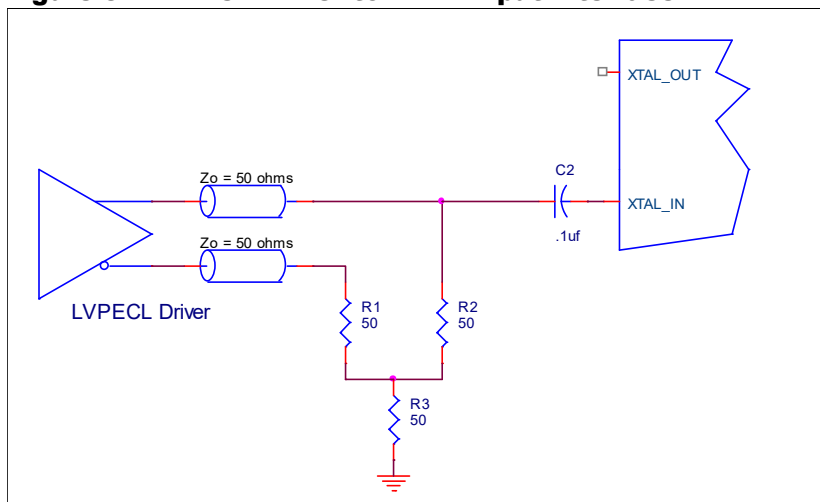 XTAL_OUT
Zo = 50 ohms
C2
XTAL_IN
.1uf
Zo = 50 ohms
LVPECL Driver
R1
50
R2
50
R3
50